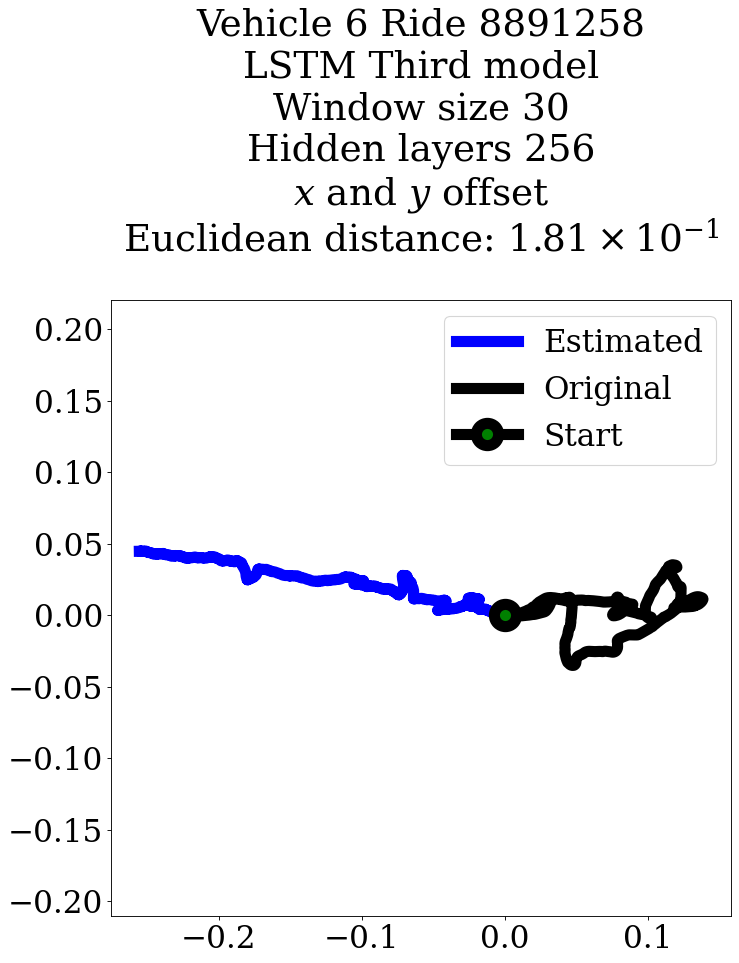 Vehicle 6 Ride 8891258
LSTM Third model
Window size 30
Hidden layers 256
x and y offset
Euclidean distance: 1.81 × 10⁻¹
Estimated
Original
Start
0.20
0.15
0.10
0.05
0.00
−0.05
−0.10
−0.15
−0.20
−0.2 −0.1 0.0 0.1